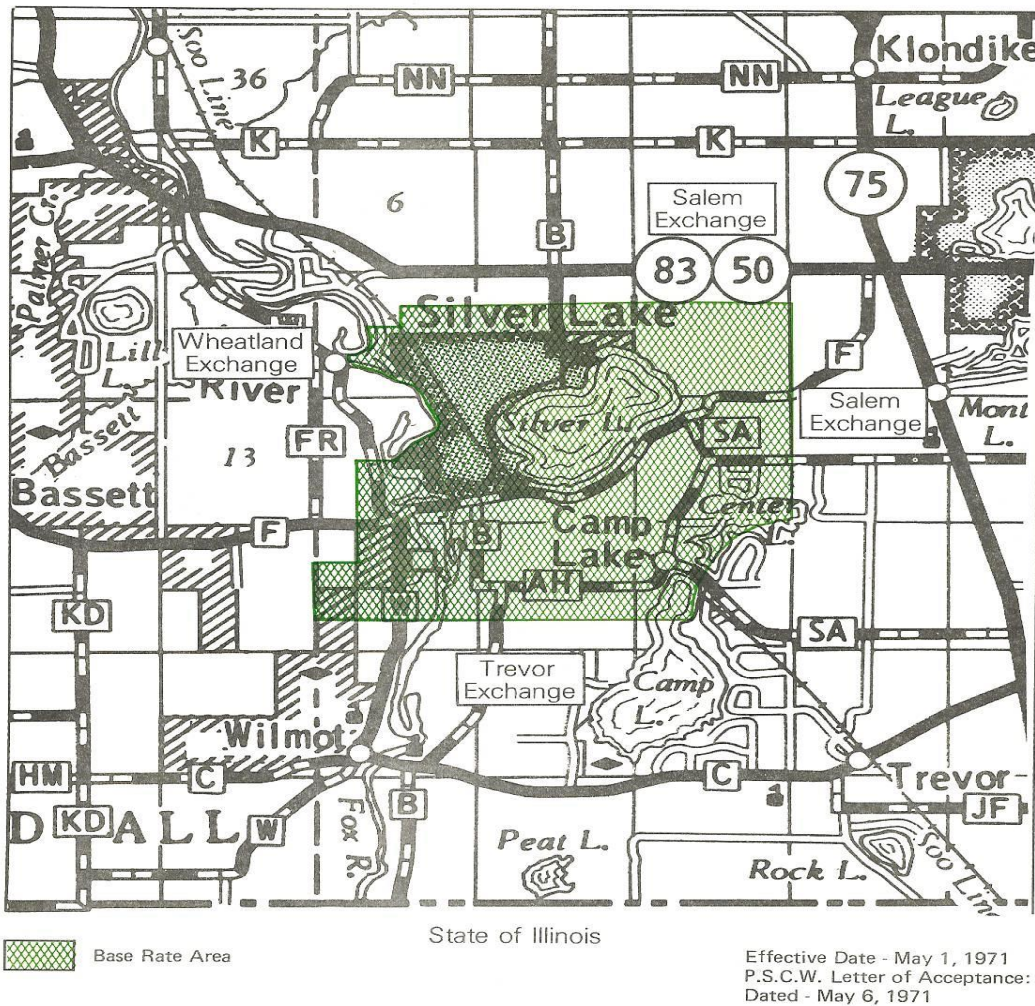 Soo Line
Klondike
36
NN
NN
League
L.
K
K
75
Salem
Exchange
6
B
Palmer Cr.
83
50
Silver Lake
Wheatland
Exchange
Lill
L.
River
F
Salem
Exchange
SA
Silver L.
FR
Bassett
13
Bassett
Center
L.
F
B
Camp
Lake
KD
AH
W
SA
Trevor
Exchange
Camp
L.
Wilmot
HM
C
C
Trevor
B
JF
D
KD
ALL
W
Fox R.
Peat L.
Rock L.
Soo Line
State of Illinois
Base Rate Area
Effective Date - May 1, 1971
P.S.C.W. Letter of Acceptance:
Dated - May 6, 1971